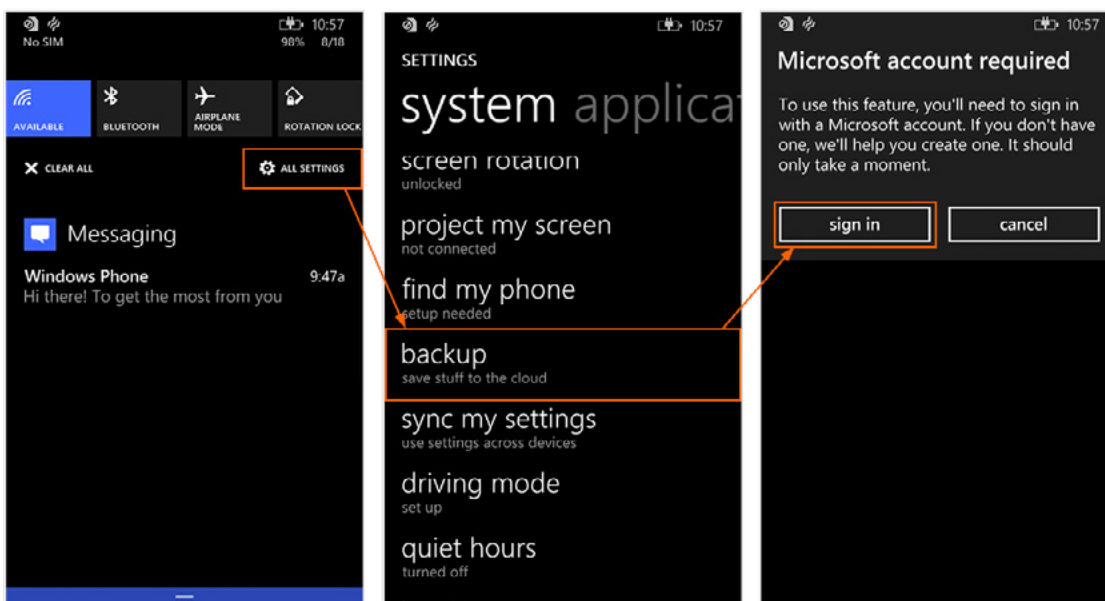 10:57
No SIM
98% 8/18
AVAILABLE
BLUETOOTH
AIRPLANE
MODE
ROTATION LOCK
CLEAR ALL
ALL SETTINGS
Messaging
Windows Phone 9:47a
Hi there! To get the most from you
10:57
SETTINGS
system applicat
screen rotation
unlocked
project my screen
not connected
find my phone
setup needed
backup
save stuff to the cloud
sync my settings
use settings across devices
driving mode
set up
quiet hours
turned off
10:57
Microsoft account required
To use this feature, you'll need to sign in
with a Microsoft account. If you don't have
one, we'll help you create one. It should
only take a moment.
sign in
cancel